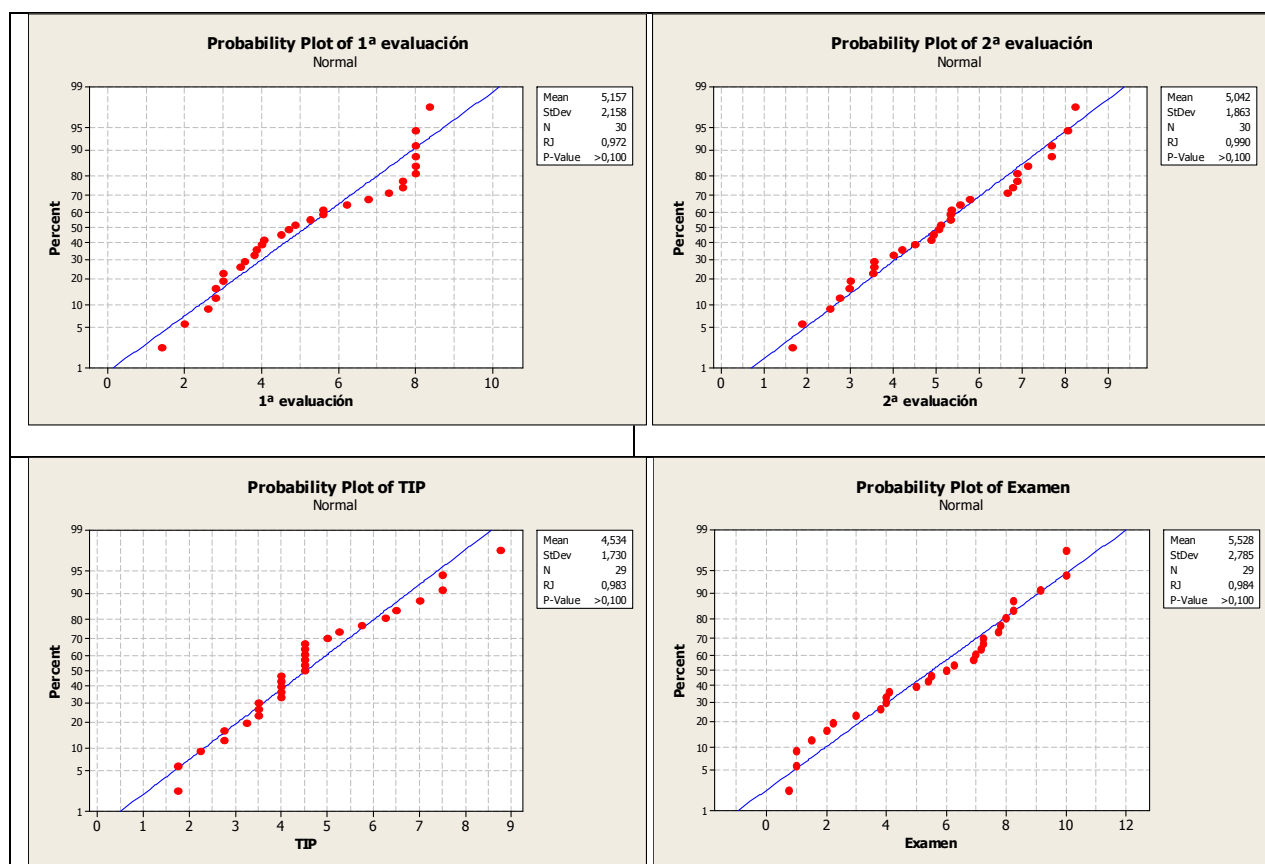 Probability Plot of 1ª evaluación
Normal
99
95
90
80
70
60
50
40
30
20
10
5
1
Percent
0 2 4 6 8 10
1ª evaluación
Mean 5,157
StDev 2,158
N 30
RJ 0,972
P-Value >0,100
Probability Plot of 2ª evaluación
Normal
99
95
90
80
70
60
50
40
30
20
10
5
1
Percent
0 1 2 3 4 5 6 7 8 9
2ª evaluación
Mean 5,042
StDev 1,863
N 30
RJ 0,990
P-Value >0,100
Probability Plot of TIP
Normal
99
95
90
80
70
60
50
40
30
20
10
5
1
Percent
0 1 2 3 4 5 6 7 8 9
TIP
Mean 4,534
StDev 1,730
N 29
RJ 0,983
P-Value >0,100
Probability Plot of Examen
Normal
99
95
90
80
70
60
50
40
30
20
10
5
1
Percent
0 2 4 6 8 10 12
Examen
Mean 5,528
StDev 2,785
N 29
RJ 0,984
P-Value >0,100